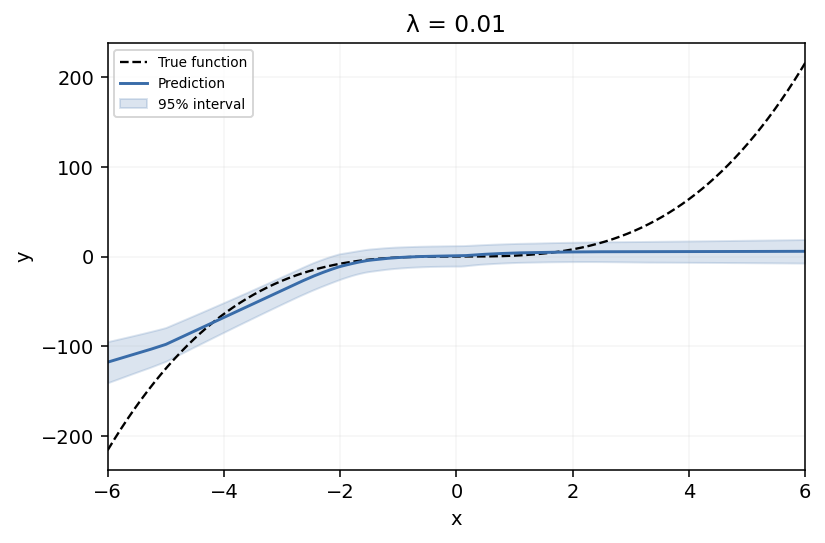 λ = 0.01
True function
Prediction
95% interval
200
100
0
−100
−200
y
−6 −4 −2 0 2 4 6
x